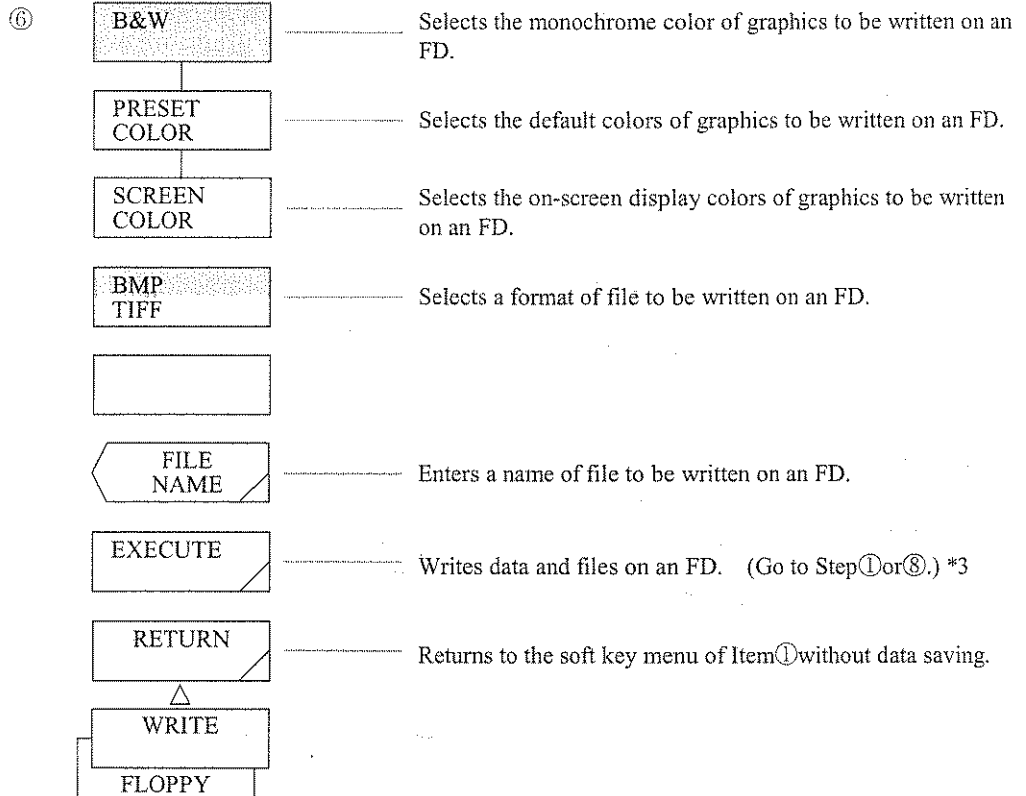 ⑥
B&W
Selects the monochrome color of graphics to be written on an
FD.
PRESET
COLOR
Selects the default colors of graphics to be written on an FD.
SCREEN
COLOR
Selects the on-screen display colors of graphics to be written
on an FD.
BMP
TIFF
Selects a format of file to be written on an FD.
FILE
NAME
Enters a name of file to be written on an FD.
EXECUTE
Writes data and files on an FD. (Go to Step①or⑧.) *3
RETURN
Returns to the soft key menu of Item①without data saving.
WRITE
FLOPPY